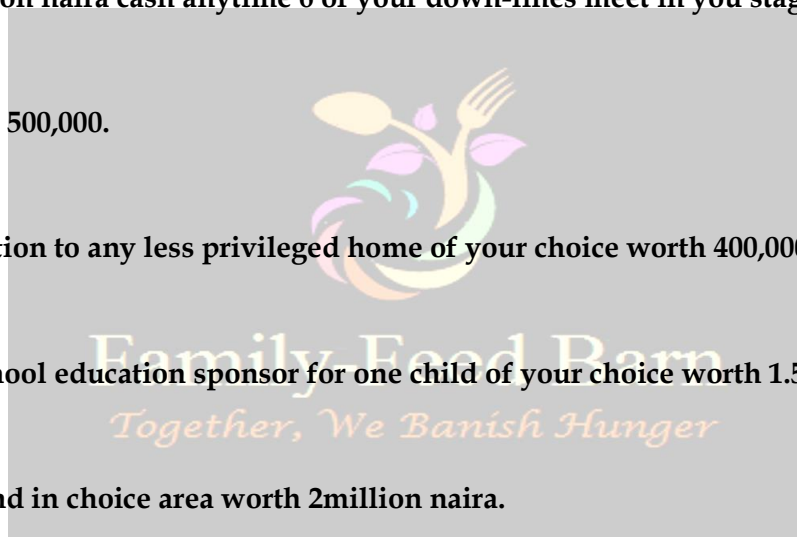 on naira cash anytime 6 of your down-lines meet in you stag
500,000.
tion to any less privileged home of your choice worth 400,000
Family-Food Barn
ool education sponsor for one child of your choice worth 1.5
Together, We Banish Hunger
nd in choice area worth 2million naira.